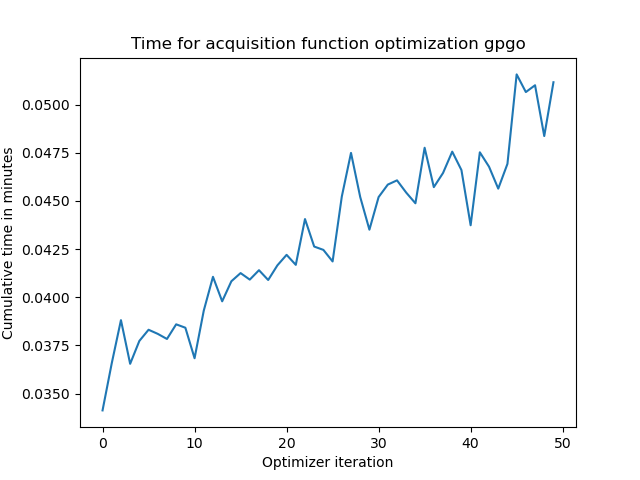 Time for acquisition function optimization gpgo
Cumulative time in minutes
0.0500
0.0475
0.0450
0.0425
0.0400
0.0375
0.0350
0 10 20 30 40 50
Optimizer iteration